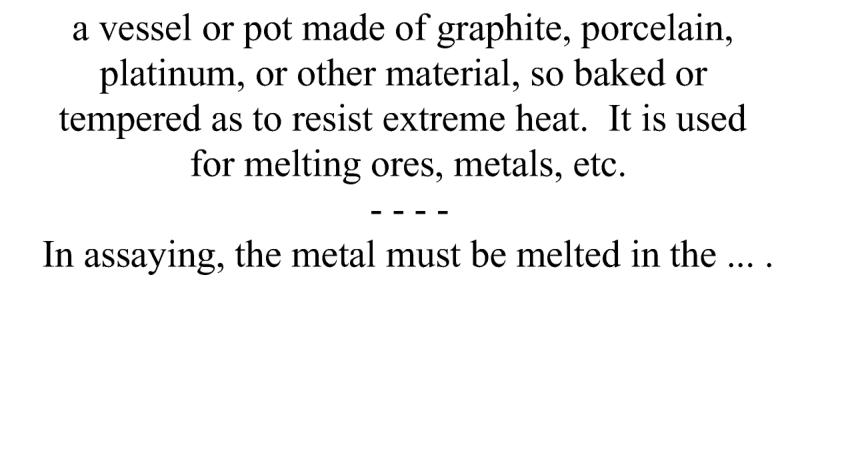 a vessel or pot made of graphite, porcelain,
platinum, or other material, so baked or
tempered as to resist extreme heat.  It is used
for melting ores, metals, etc.
- - - -
In assaying, the metal must be melted in the ... .